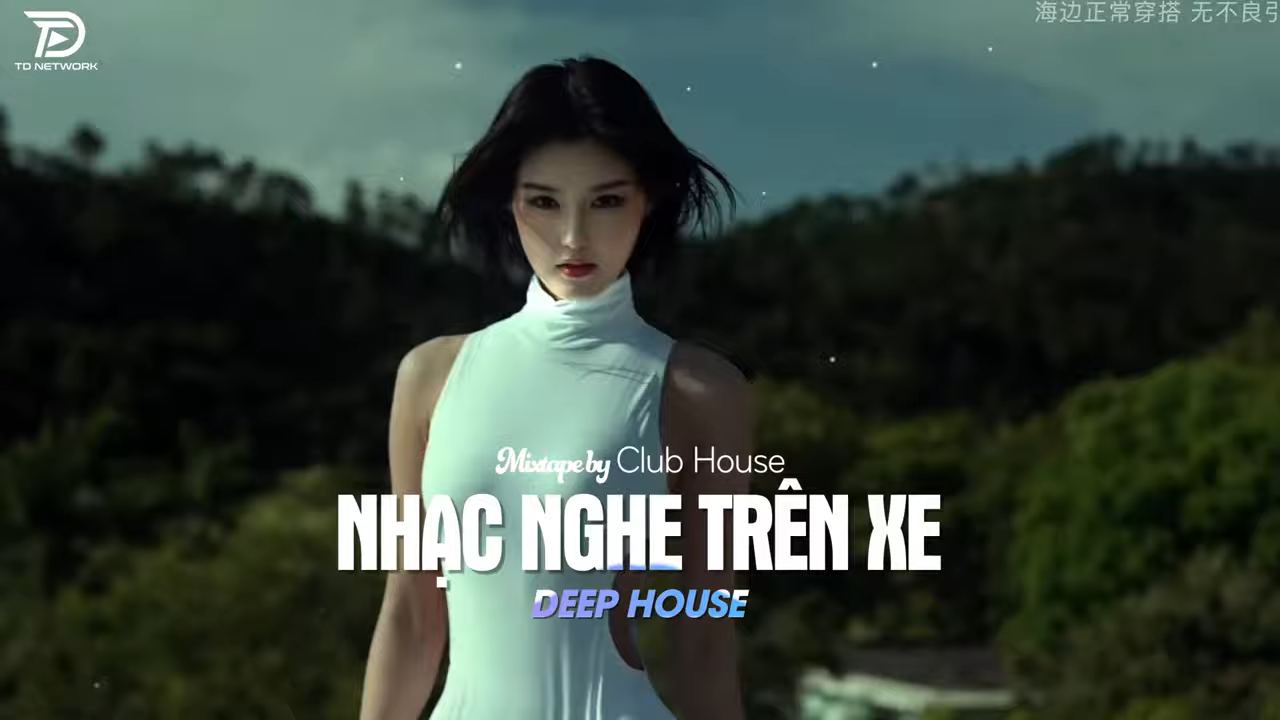 TD NETWORK
海边正常穿搭 无不良引
Mixtape by Club House
NHẠC NGHE TRÊN XE
DEEP HOUSE